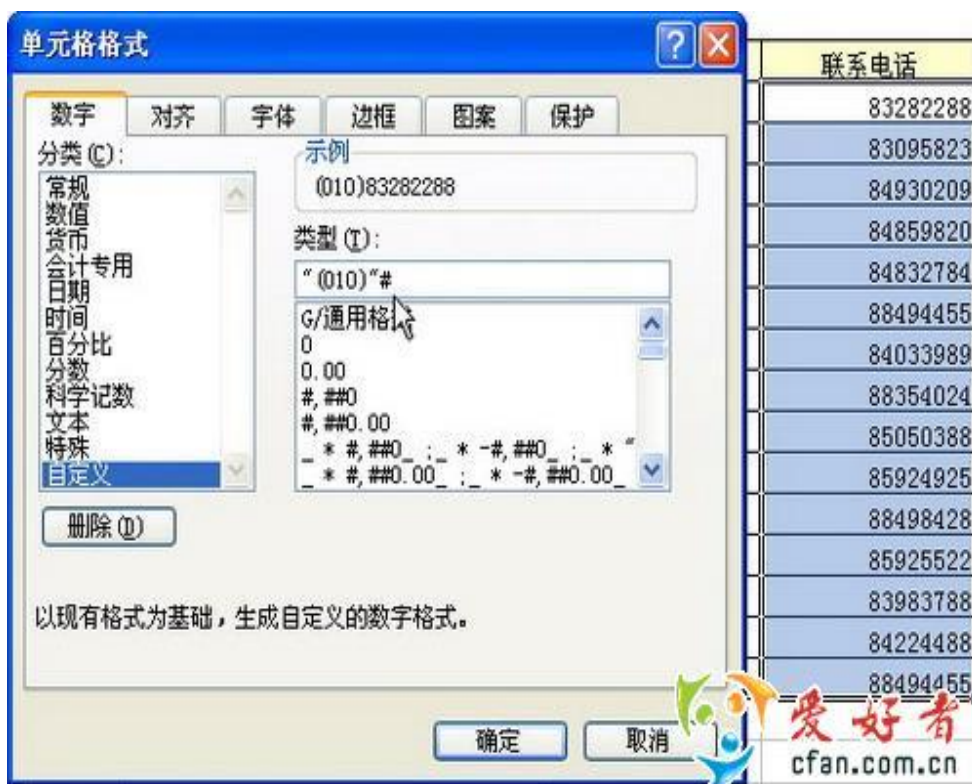 单元格格式
数字 对齐 字体 边框 图案 保护
分类(C):
常规
数值
货币
会计专用
日期
时间
百分比
分数
科学记数
文本
特殊
自定义
示例
(010)83282288
类型(T):
"(010)"#
G/通用格式
0
0.00
#,##0
#,##0.00
_ * #,##0_ ;_ * -#,##0_ ;_ * "
_ * #,##0.00_ ;_ * -#,##0.00_
删除(D)
以现有格式为基础，生成自定义的数字格式。
确定 取消
联系电话
83282288
83095823
84930209
84859820
84832784
88494455
84033989
88354024
85050388
85924925
88498428
85925522
83983788
84224488
88494455
爱好者
cfan.com.cn